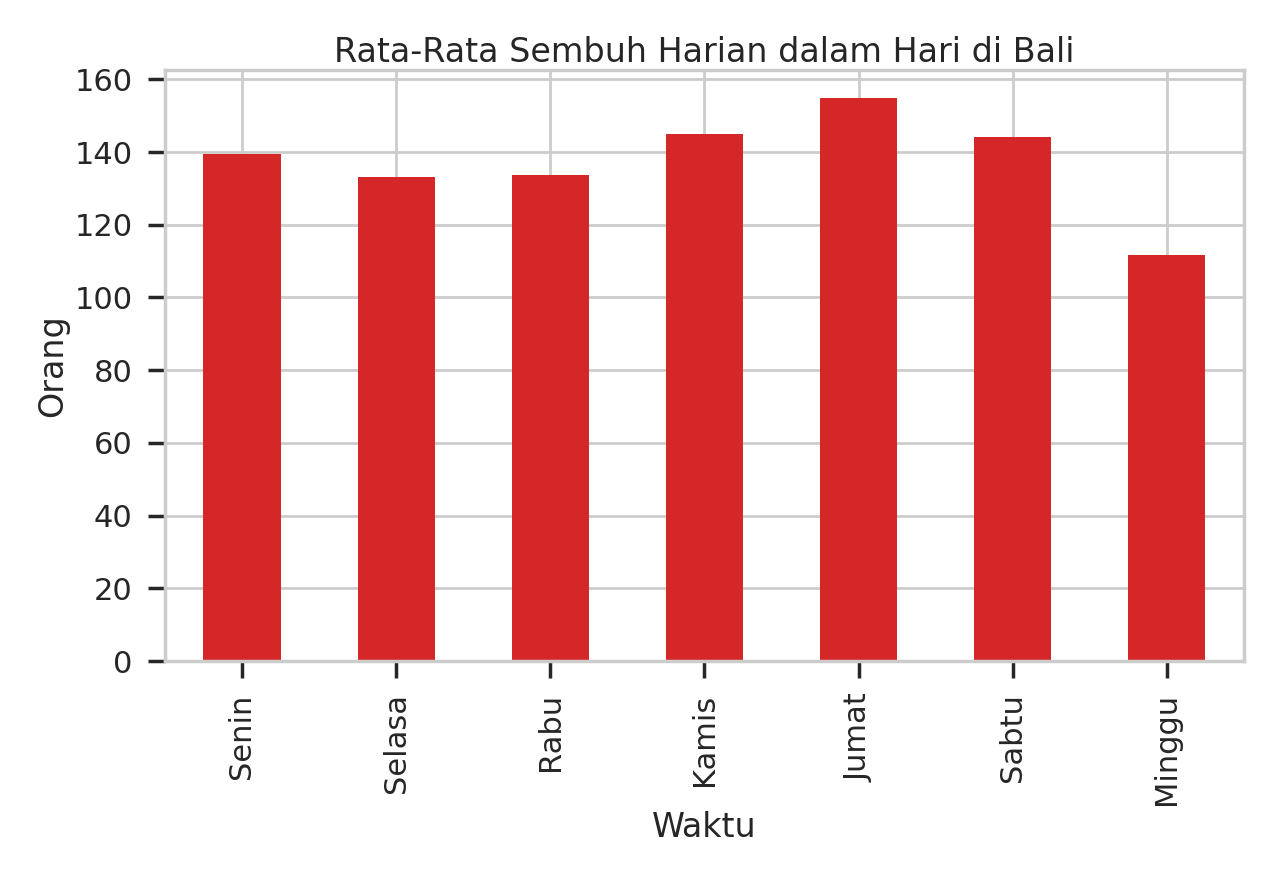 Rata-Rata Sembuh Harian dalam Hari di Bali
160
140
120
100
80
60
40
20
0
Orang
Senin
Selasa
Rabu
Kamis
Jumat
Sabtu
Minggu
Waktu